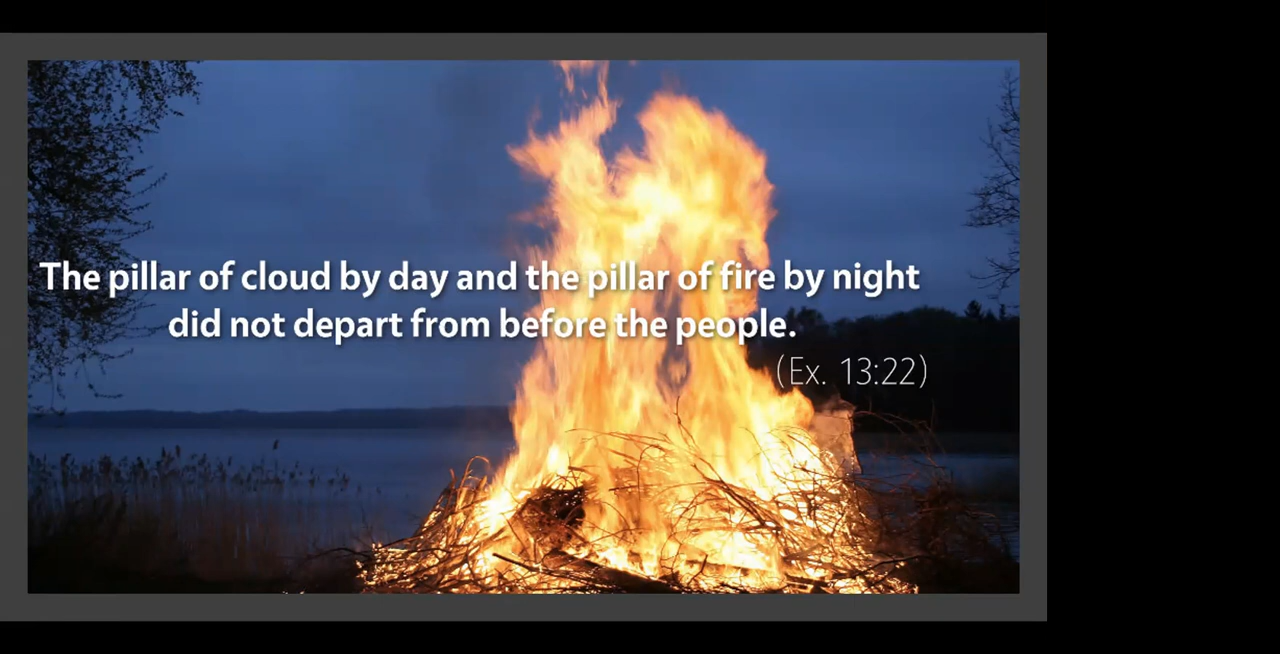 The pillar of cloud by day and the pillar of fire by night
did not depart from before the people.
(Ex. 13:22)